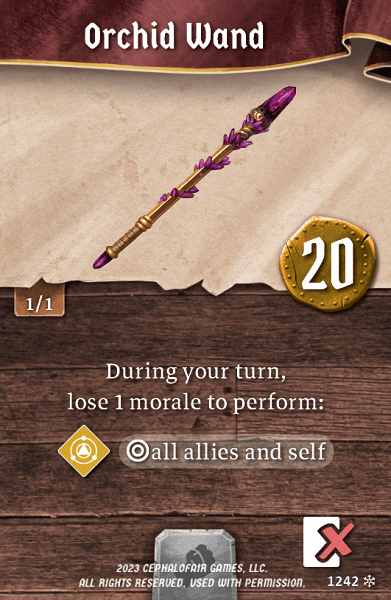 Orchid Wand
20
1/1
During your turn,
lose 1 morale to perform:
all allies and self
2023 CEPHALOFAIR GAMES, LLC.
ALL RIGHTS RESERVED. USED WITH PERMISSION.
1242